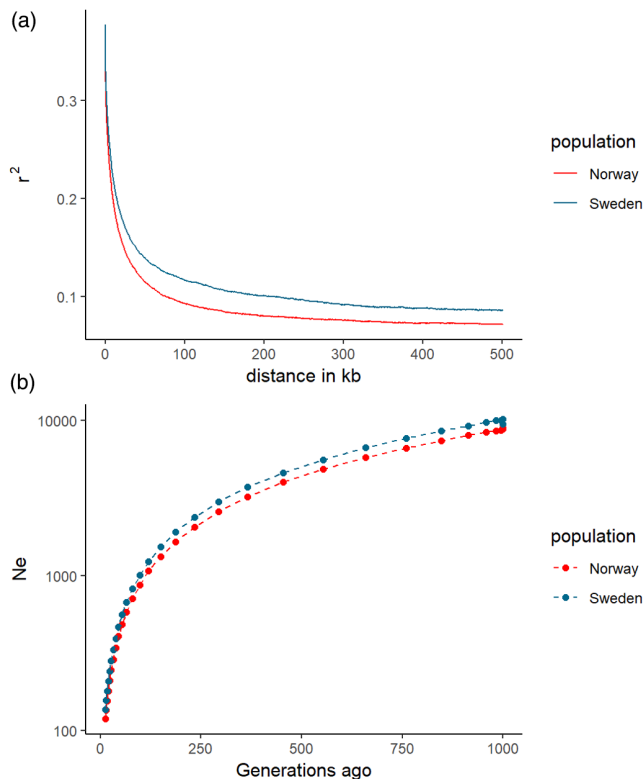 (a)
0.3
0.2
0.1
r²
0 100 200 300 400 500
distance in kb
population
Norway
Sweden
(b)
10000
1000
100
Ne
0 250 500 750 1000
Generations ago
population
Norway
Sweden